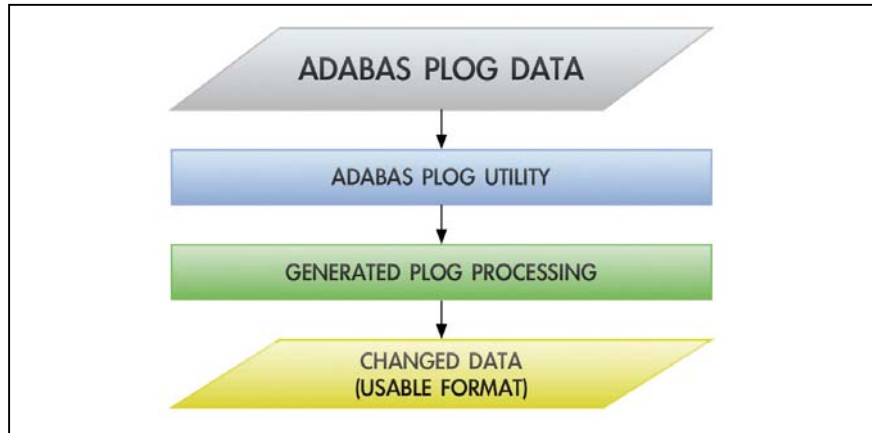 ADABAS PLOG DATA
ADABAS PLOG UTILITY
GENERATED PLOG PROCESSING
CHANGED DATA
(USABLE FORMAT)